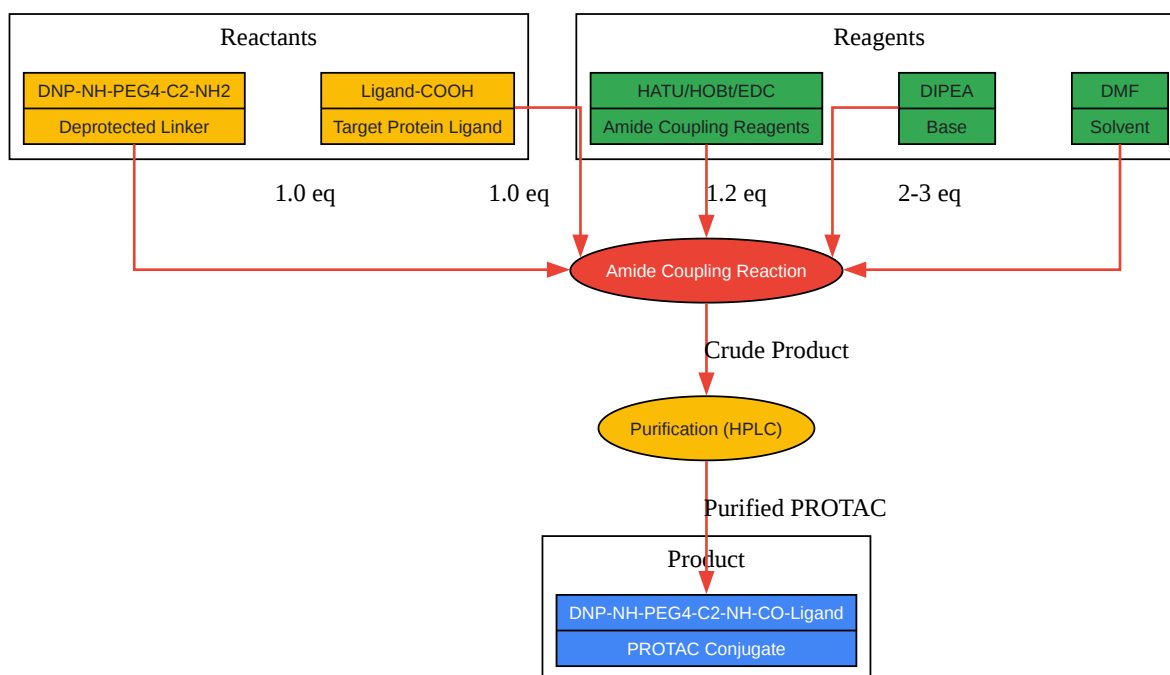 Reactants
Reagents
DNP-NH-PEG4-C2-NH2
Deprotected Linker
Ligand-COOH
Target Protein Ligand
HATU/HOBt/EDC
Amide Coupling Reagents
DIPEA
Base
DMF
Solvent
1.0 eq
1.0 eq
1.2 eq
2-3 eq
Amide Coupling Reaction
Crude Product
Purification (HPLC)
Purified PROTAC
Product
DNP-NH-PEG4-C2-NH-CO-Ligand
PROTAC Conjugate